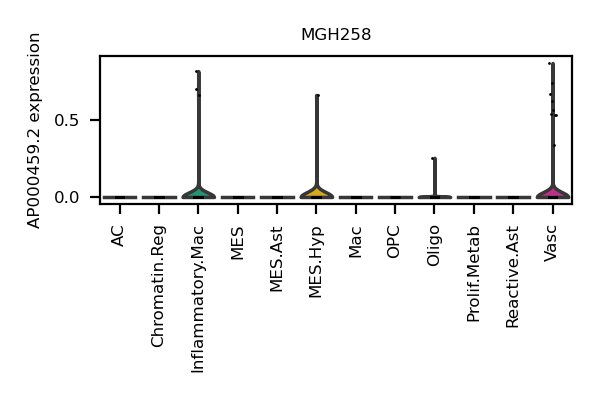 MGH258
AP000459.2 expression
0.5
0.0
AC
Chromatin.Reg
Inflammatory.Mac
MES
MES.Ast
MES.Hyp
Mac
OPC
Oligo
Prolif.Metab
Reactive.Ast
Vasc